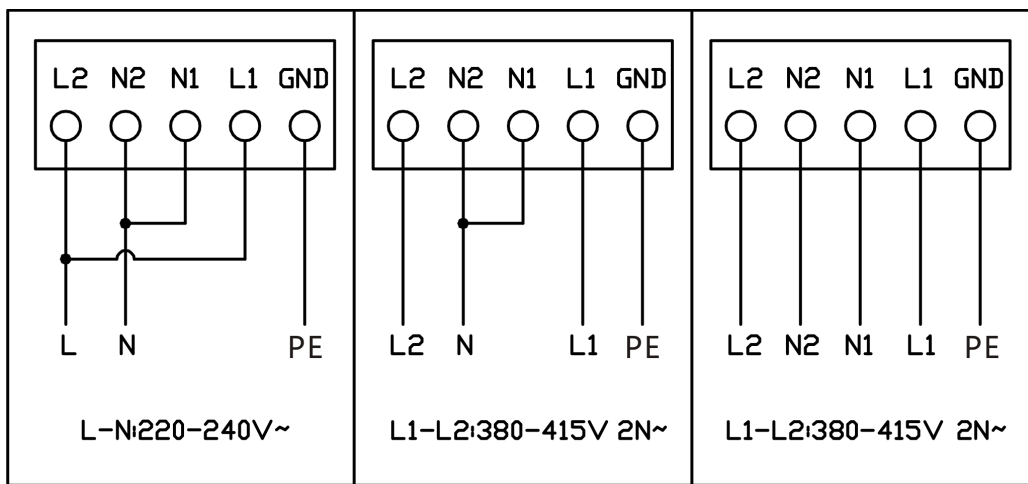 L2 N2 N1 L1 GND
L N PE
L-N:220-240V~
L2 N2 N1 L1 GND
L2 N L1 PE
L1-L2:380-415V 2N~
L2 N2 N1 L1 GND
L2 N2 N1 L1 PE
L1-L2:380-415V 2N~